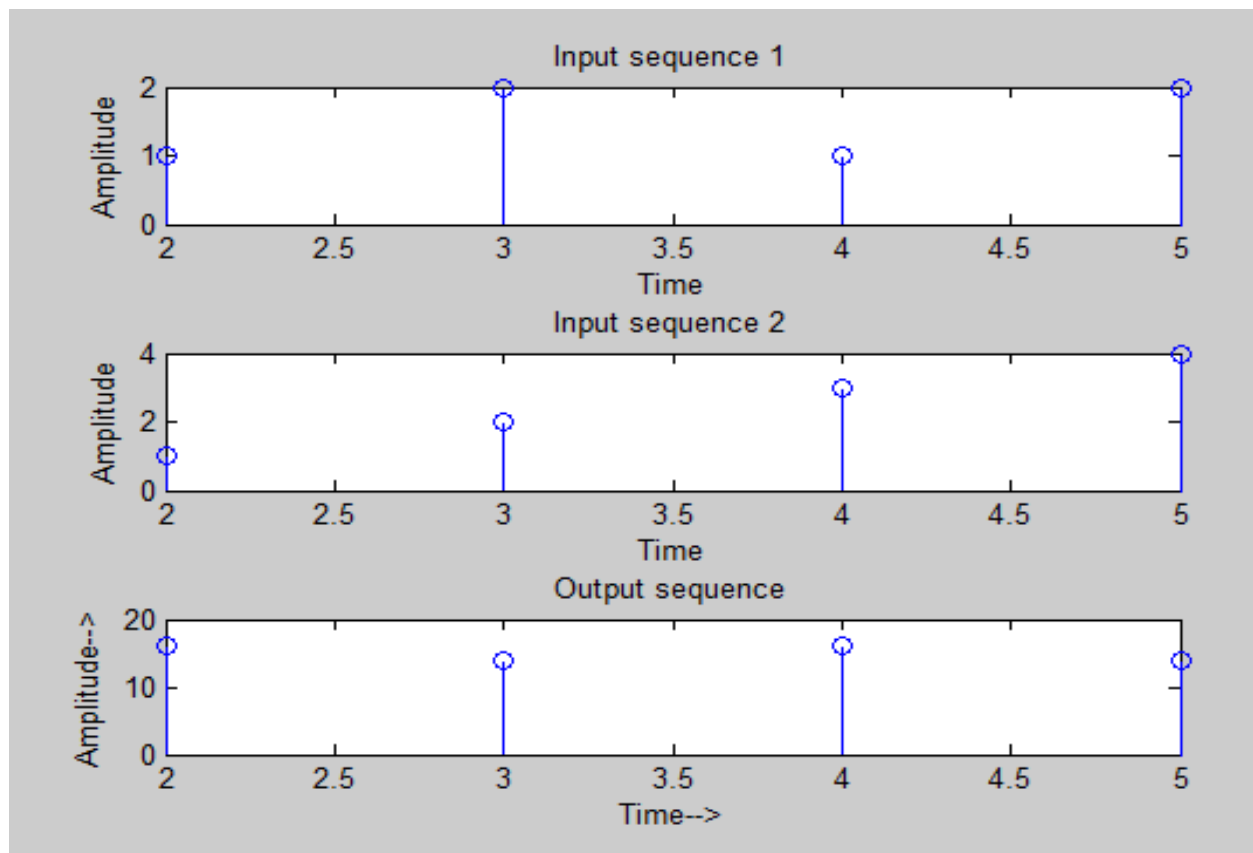 Input sequence 1
Amplitude
2
1
0
2 2.5 3 3.5 4 4.5 5
Time
Input sequence 2
Amplitude
4
2
0
2 2.5 3 3.5 4 4.5 5
Time
Output sequence
Amplitude-->
20
10
0
2 2.5 3 3.5 4 4.5 5
Time-->